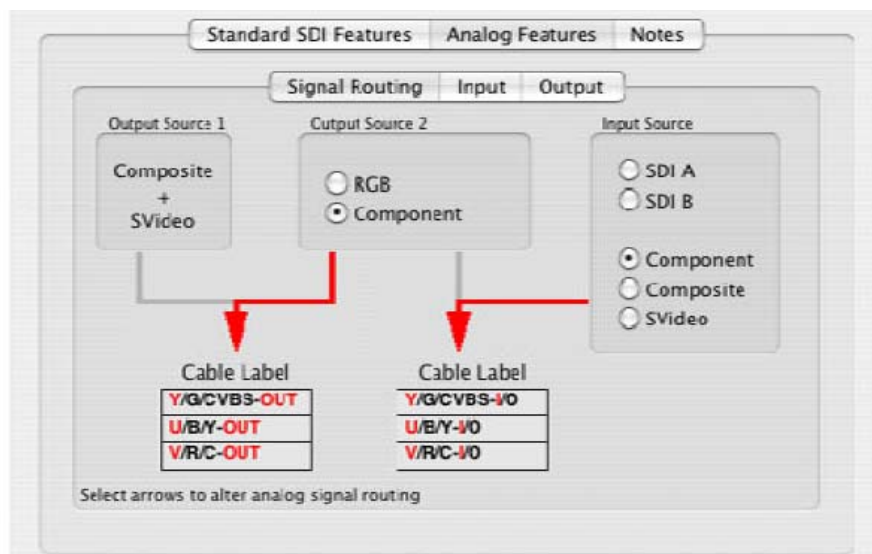 Standard SDI Features Analog Features Notes
Signal Routing Input Output
Output Source 1
Composite
+
SVideo
Output Source 2
RGB
Component
Input Source
SDI A
SDI B
Component
Composite
SVideo
Cable Label
Y/G/CVBS-OUT
U/B/Y-OUT
V/R/C-OUT
Cable Label
Y/G/CVBS-I/O
U/B/Y-I/O
V/R/C-I/O
Select arrows to alter analog signal routing